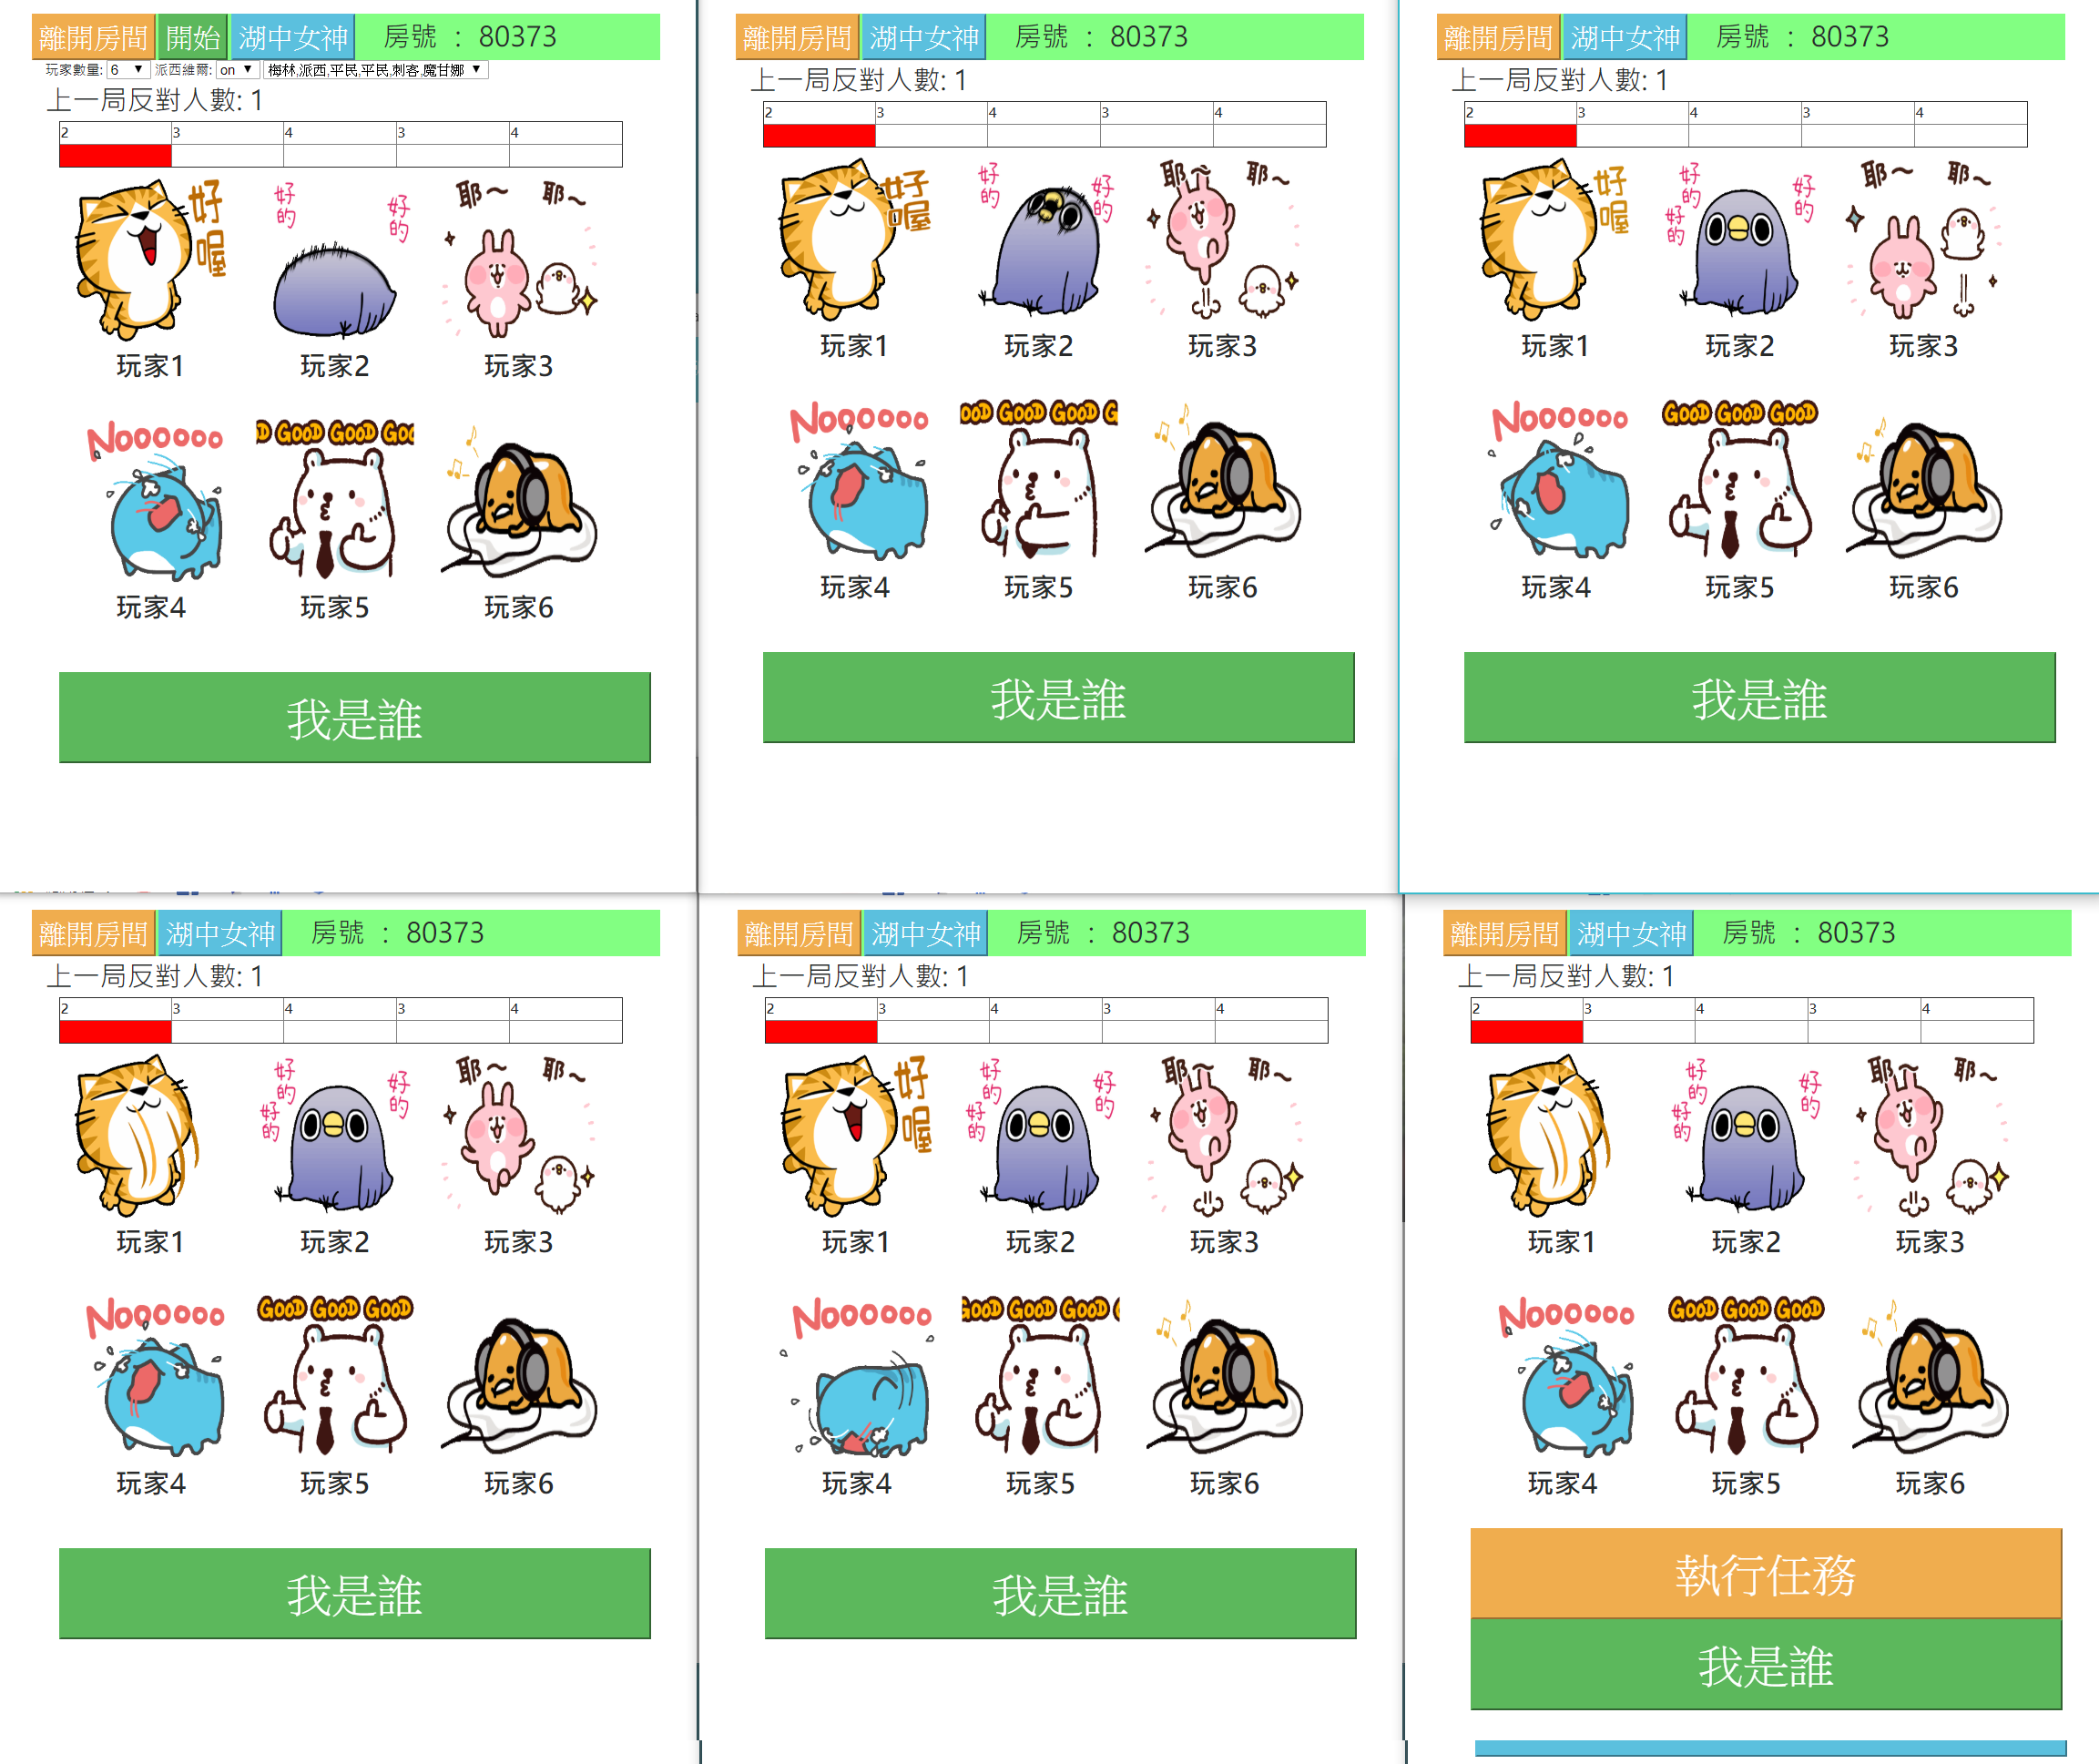 離開房間 開始 湖中女神 房號 : 80373
玩家數量: 6 派西維爾: on 梅林,派西,平民,平民,刺客,魔甘娜
上一局反對人數: 1
2 3 4 3 4
好喔 好的 好的 耶~ 耶~
玩家1 玩家2 玩家3
Noooooo GOOD GOOD
玩家4 玩家5 玩家6
我是誰
離開房間 湖中女神 房號 : 80373
上一局反對人數: 1
2 3 4 3 4
好喔 好的 好的 耶~ 耶~
玩家1 玩家2 玩家3
Noooooo GOOD GOOD
玩家4 玩家5 玩家6
我是誰
離開房間 湖中女神 房號 : 80373
上一局反對人數: 1
2 3 4 3 4
好喔 好的 好的 好的 耶~ 耶~
玩家1 玩家2 玩家3
Noooooo GOOD GOOD GOOD
玩家4 玩家5 玩家6
我是誰
離開房間 湖中女神 房號 : 80373
上一局反對人數: 1
2 3 4 3 4
好的 好的 好的 耶~ 耶~
玩家1 玩家2 玩家3
Noooooo GOOD GOOD GOOD
玩家4 玩家5 玩家6
我是誰
離開房間 湖中女神 房號 : 80373
上一局反對人數: 1
2 3 4 3 4
好喔 好的 好的 好的 耶~ 耶~
玩家1 玩家2 玩家3
Noooooo GOOD GOOD GOOD
玩家4 玩家5 玩家6
我是誰
離開房間 湖中女神 房號 : 80373
上一局反對人數: 1
2 3 4 3 4
好的 好的 好的 耶~ 耶~
玩家1 玩家2 玩家3
Noooooo GOOD GOOD GOOD
玩家4 玩家5 玩家6
執行任務
我是誰